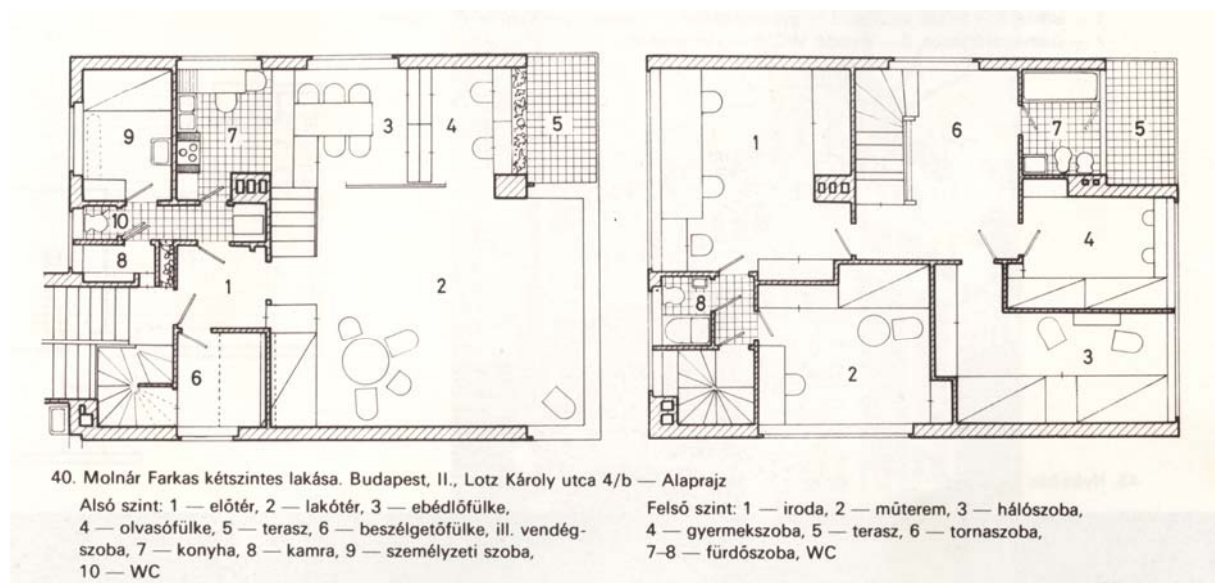 9
7
3
4
5
10
8
1
2
6
1
6
7
5
4
8
2
3
40. Molnár Farkas kétszintes lakása. Budapest, II., Lotz Károly utca 4/b — Alaprajz
Alsó szint: 1 — előtér, 2 — lakótér, 3 — ebédlőfülke,
4 — olvasófülke, 5 — terasz, 6 — beszélgetőfülke, ill. vendég-
szoba, 7 — konyha, 8 — kamra, 9 — személyzeti szoba,
10 — WC
Felső szint: 1 — iroda, 2 — műterem, 3 — hálószoba,
4 — gyermekszoba, 5 — terasz, 6 — tornaszoba,
7–8 — fürdőszoba, WC